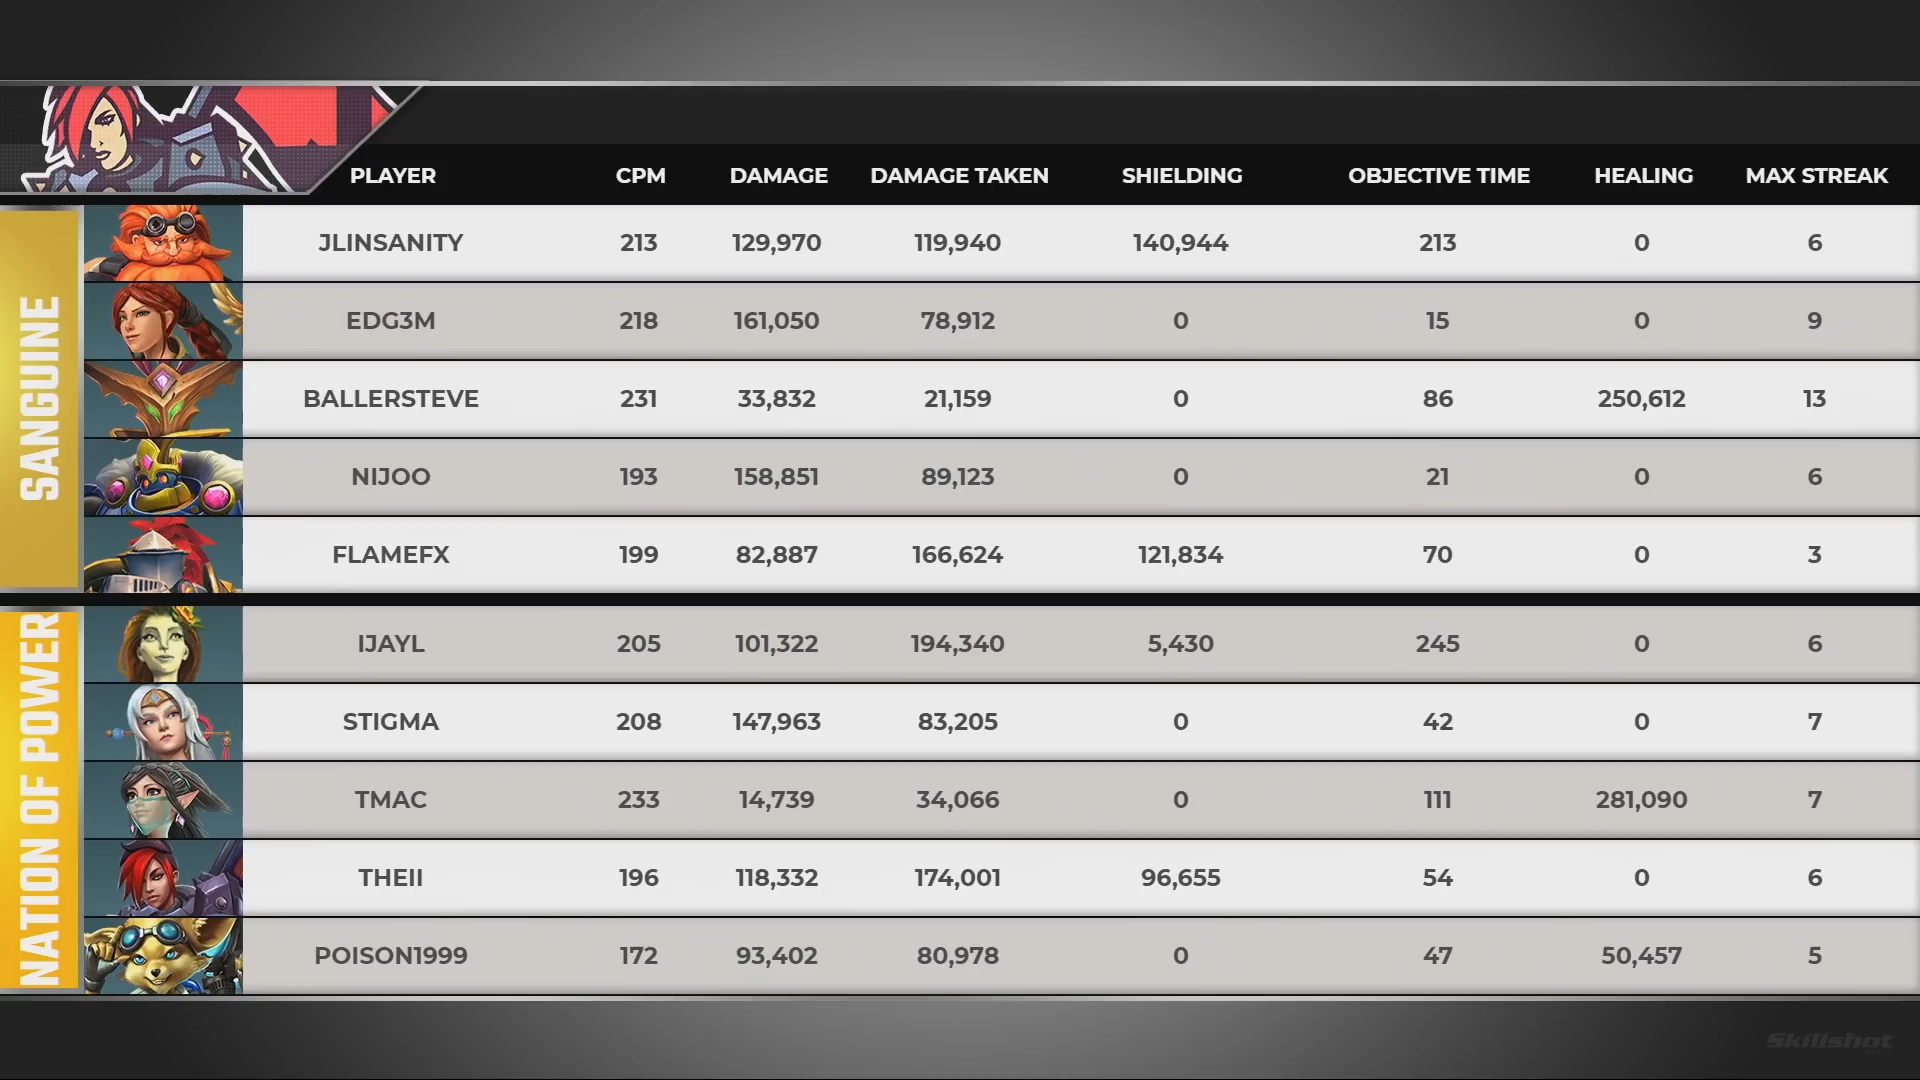 PLAYER CPM DAMAGE DAMAGE TAKEN SHIELDING OBJECTIVE TIME HEALING MAX STREAK
SANGUINE
JLINSANITY 213 129,970 119,940 140,944 213 0 6
EDG3M 218 161,050 78,912 0 15 0 9
BALLERSTEVE 231 33,832 21,159 0 86 250,612 13
NIJOO 193 158,851 89,123 0 21 0 6
FLAMEFX 199 82,887 166,624 121,834 70 0 3
NATION OF POWER
IJAYL 205 101,322 194,340 5,430 245 0 6
STIGMA 208 147,963 83,205 0 42 0 7
TMAC 233 14,739 34,066 0 111 281,090 7
THEII 196 118,332 174,001 96,655 54 0 6
POISON1999 172 93,402 80,978 0 47 50,457 5
Skillshot